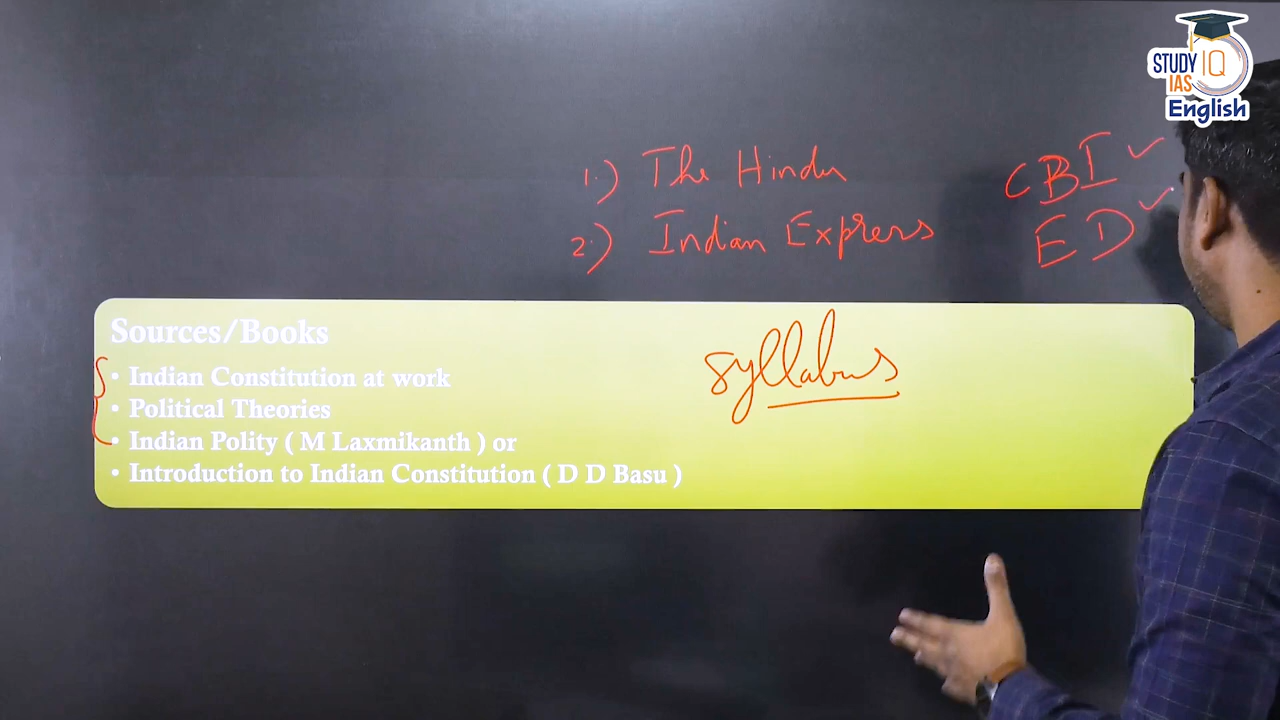 STUDY IQ
IAS
English
1.) The Hindu
2.) Indian Express
CBI ✓
ED ✓
Sources/Books
syllabus
• Indian Constitution at work
• Political Theories
• Indian Polity ( M Laxmikanth ) or
• Introduction to Indian Constitution ( D D Basu )